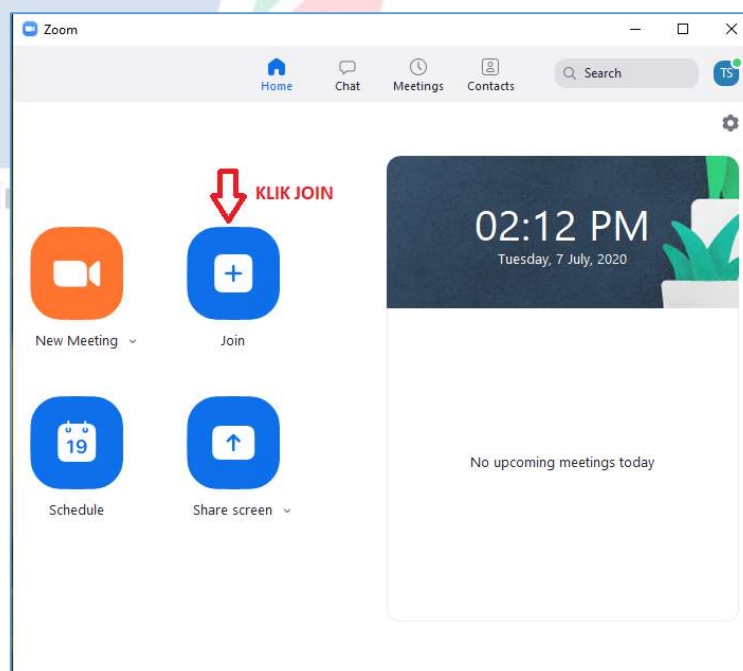 Zoom
Home
Chat
Meetings
Contacts
Search
TS
KLIK JOIN
02:12 PM
Tuesday, 7 July, 2020
New Meeting
Join
19
Schedule
Share screen
No upcoming meetings today